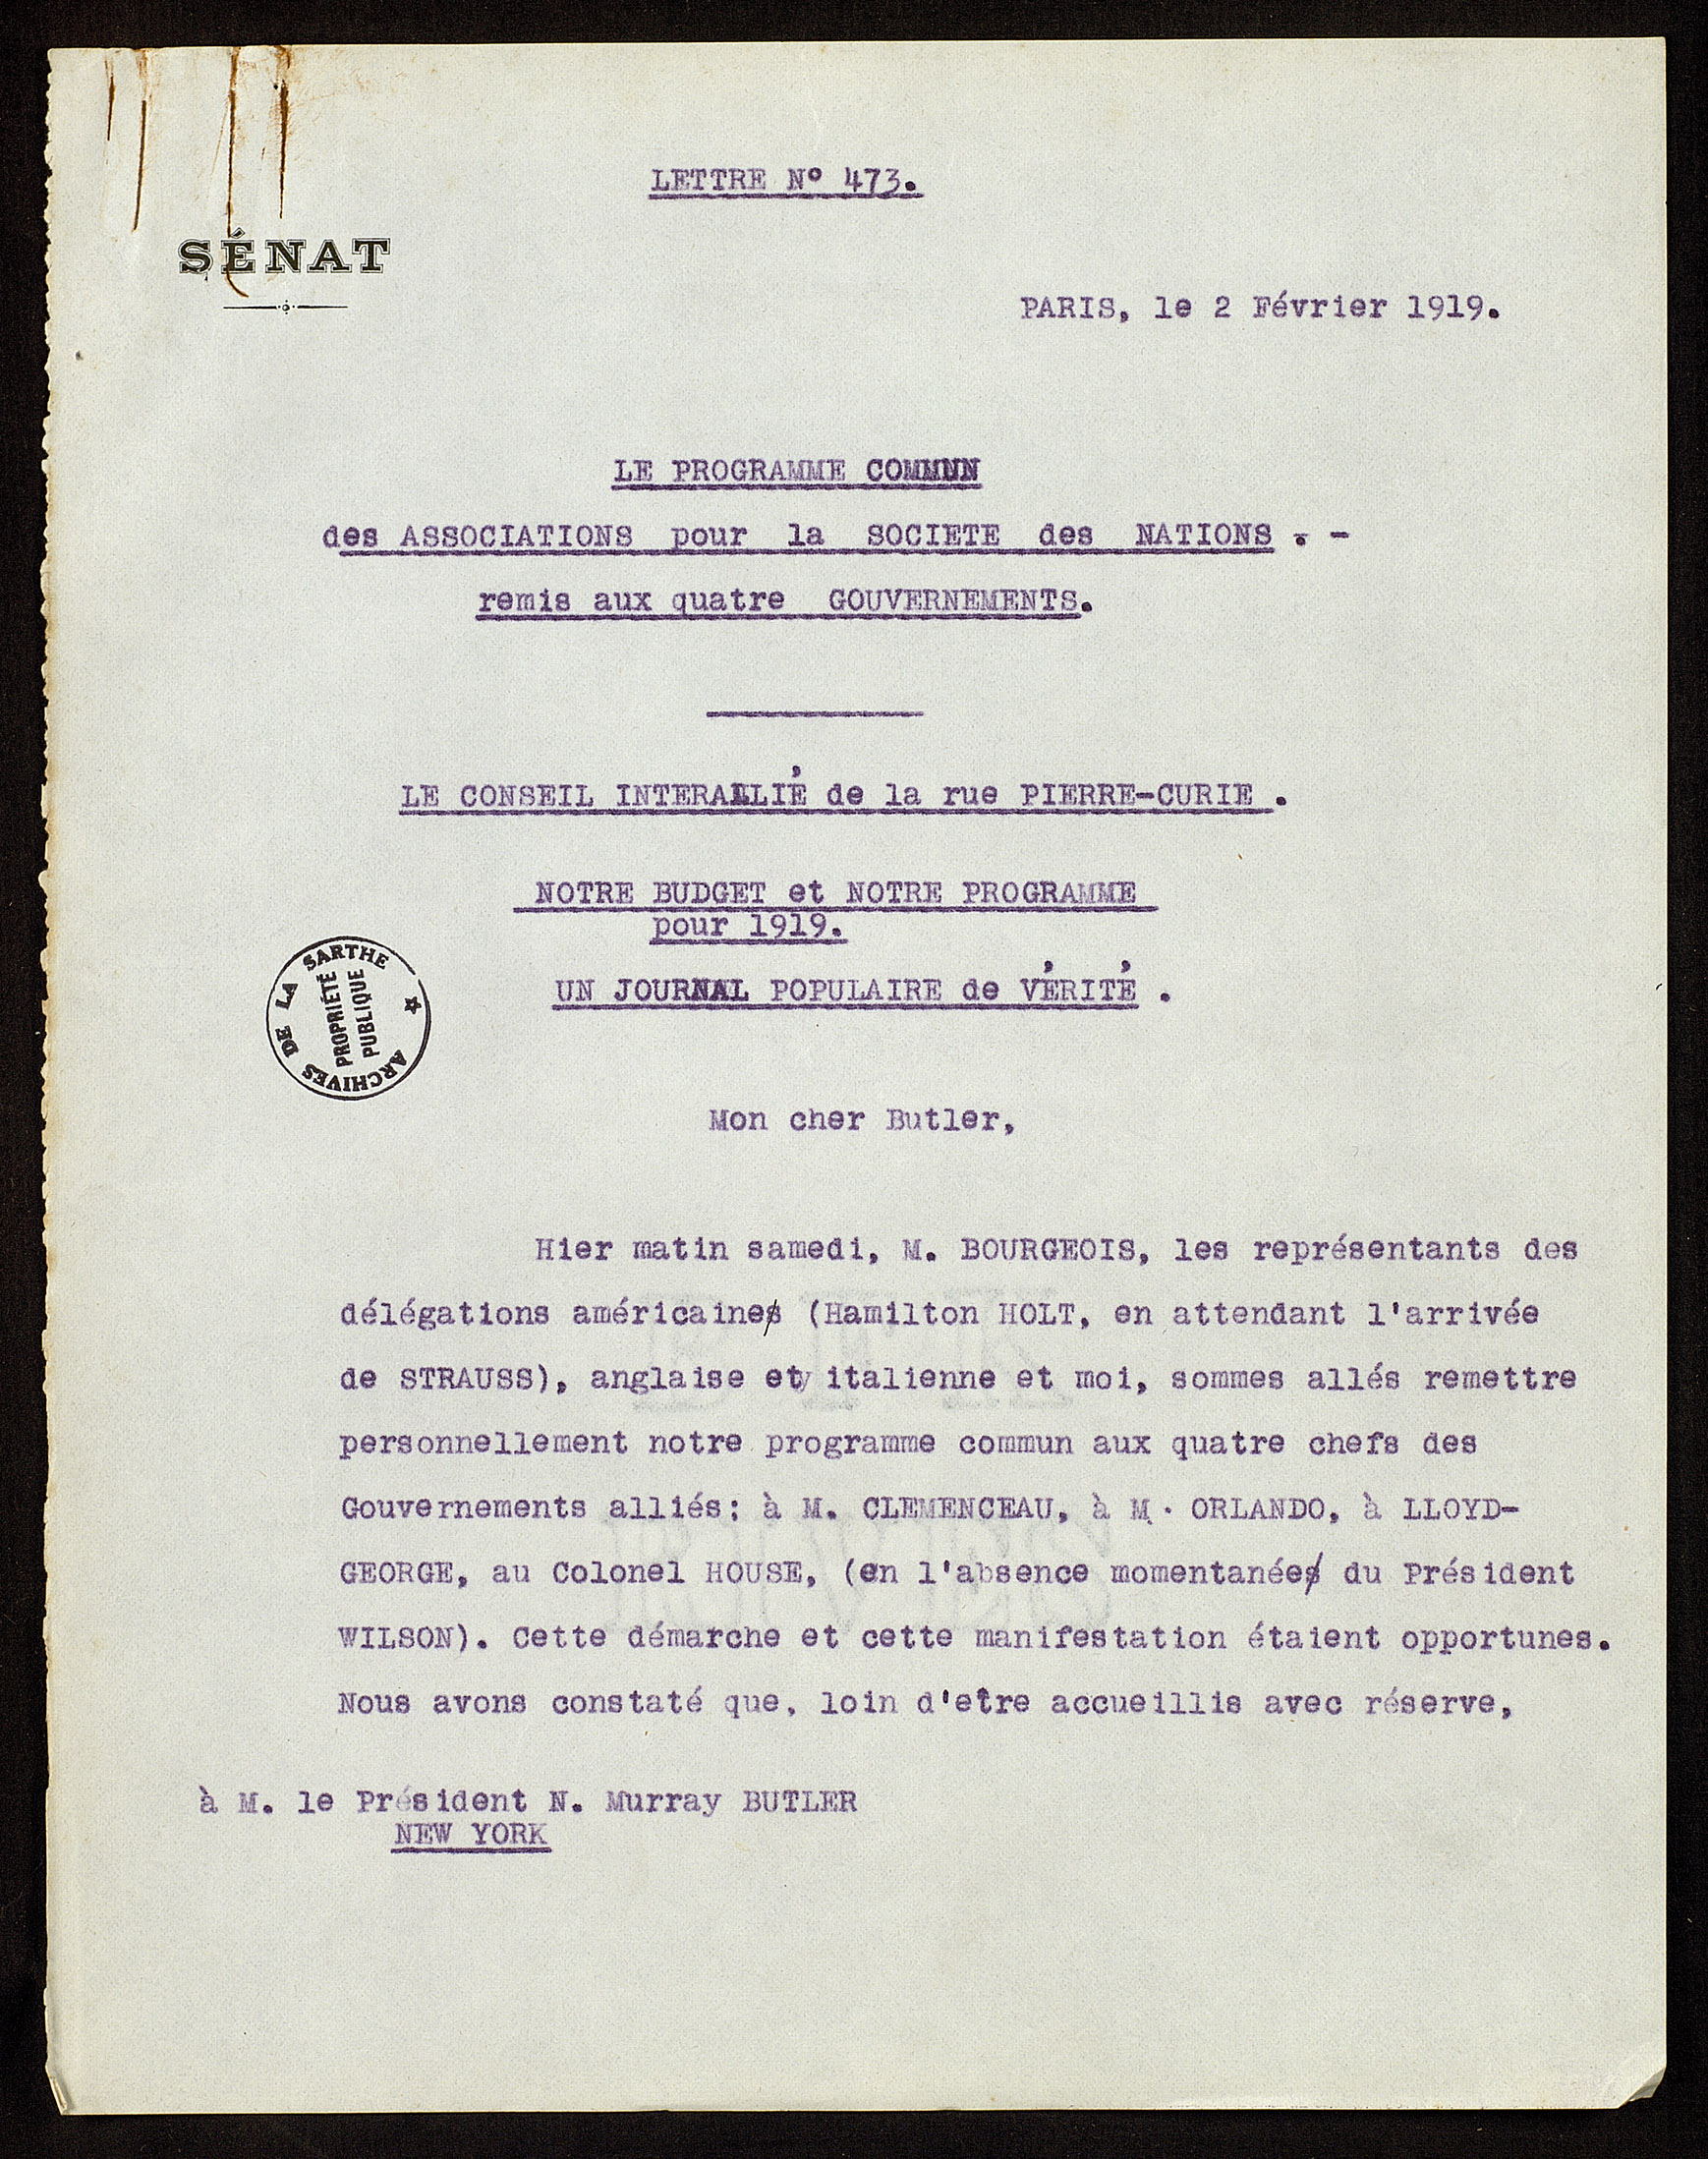 LETTRE N° 473.
SÉNAT
PARIS, le 2 Février 1919.
LE PROGRAMME COMMUN
des ASSOCIATIONS pour la SOCIETE des NATIONS . -
remis aux quatre GOUVERNEMENTS.
LE CONSEIL INTERALLIÉ de la rue PIERRE-CURIE .
NOTRE BUDGET et NOTRE PROGRAMME
pour 1919.
UN JOURNAL POPULAIRE de VÉRITÉ .
ARCHIVES DE LA SARTHE ★
PROPRIÉTÉ
PUBLIQUE
Mon cher Butler,
Hier matin samedi, M. BOURGEOIS, les représentants des
délégations américaines (Hamilton HOLT, en attendant l'arrivée
de STRAUSS), anglaise et italienne et moi, sommes allés remettre
personnellement notre programme commun aux quatre chefs des
Gouvernements alliés; à M. CLEMENCEAU, à M. ORLANDO, à LLOYD-
GEORGE, au Colonel HOUSE, (en l'absence momentanées du Président
WILSON). Cette démarche et cette manifestation étaient opportunes.
Nous avons constaté que, loin d'etre accueillis avec réserve,
à M. le Président N. Murray BUTLER
NEW YORK